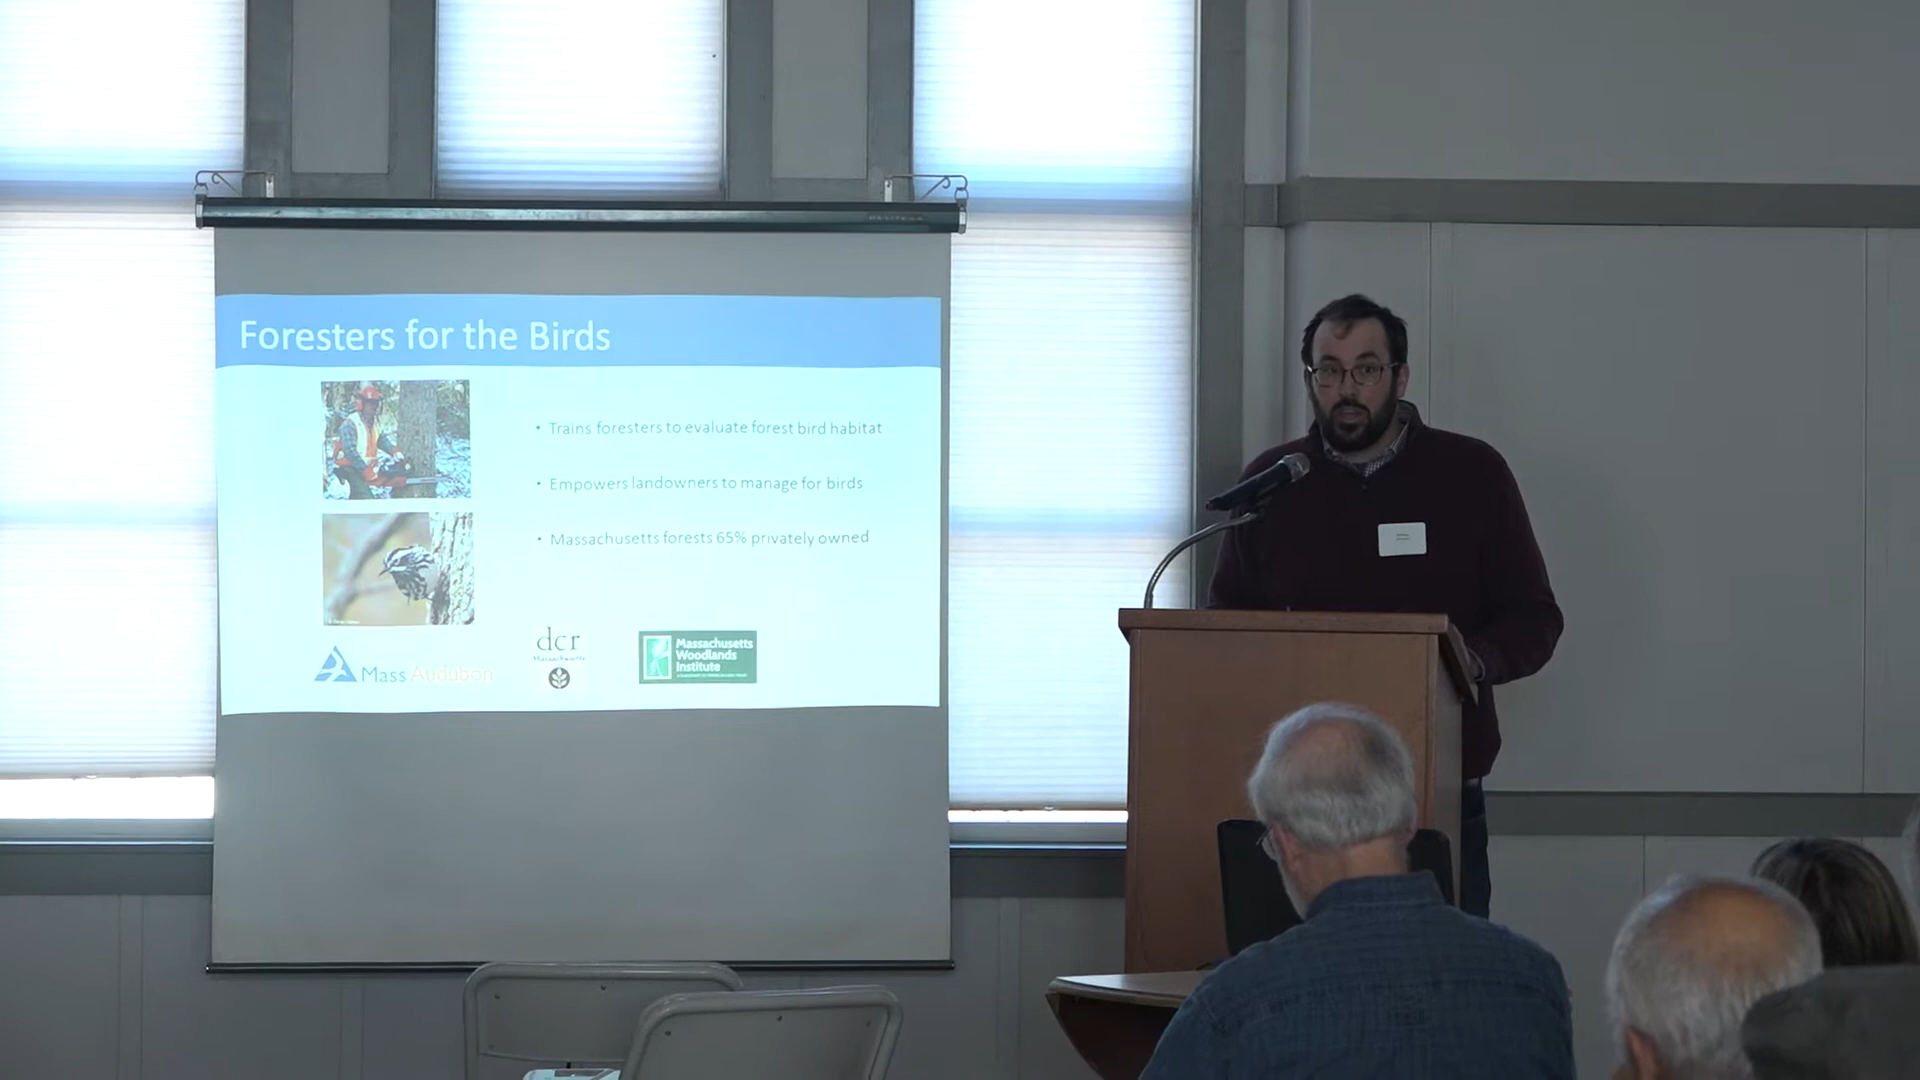 Foresters for the Birds
• Trains foresters to evaluate forest bird habitat
• Empowers landowners to manage for birds
• Massachusetts forests 65% privately owned
Mass Audubon
dcr
Massachusetts
Massachusetts
Woodlands
Institute